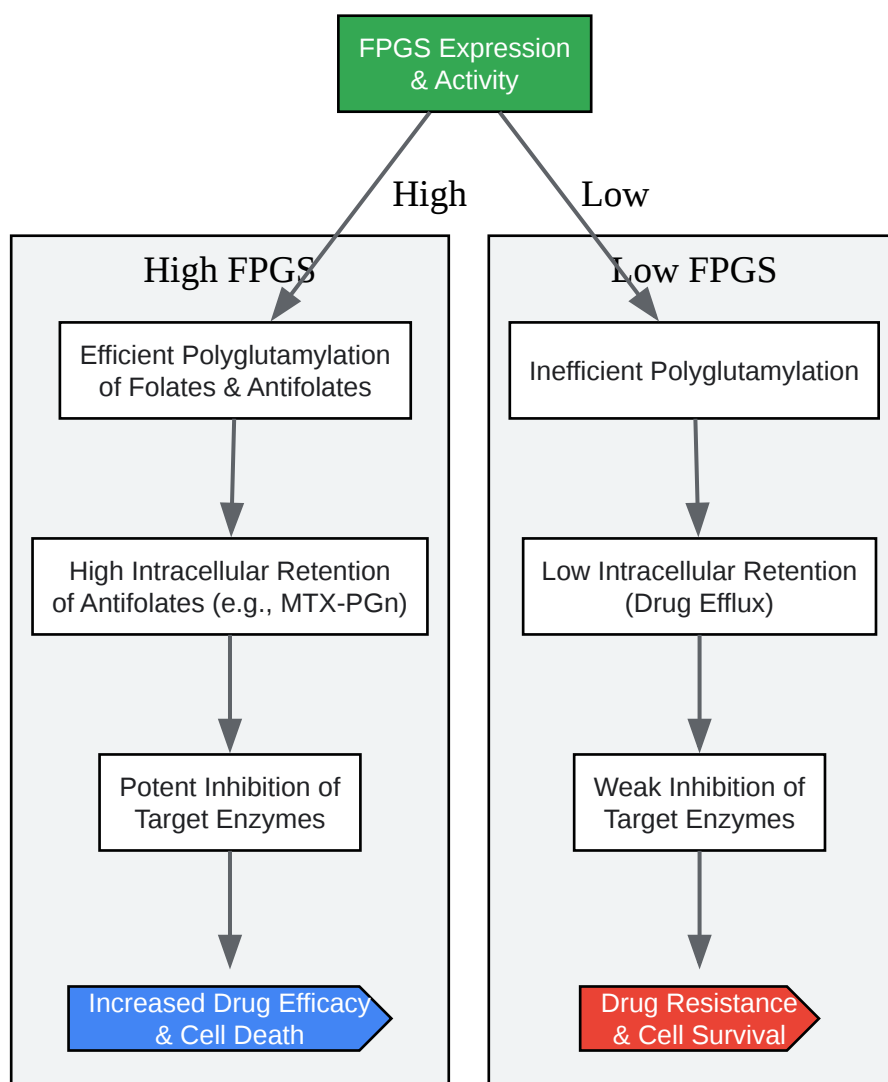 FPGS Expression
& Activity
High
Low
High FPGS
Efficient Polyglutamylation
of Folates & Antifolates
High Intracellular Retention
of Antifolates (e.g., MTX-PGn)
Potent Inhibition of
Target Enzymes
Increased Drug Efficacy
& Cell Death
Low FPGS
Inefficient Polyglutamylation
Low Intracellular Retention
(Drug Efflux)
Weak Inhibition of
Target Enzymes
Drug Resistance
& Cell Survival